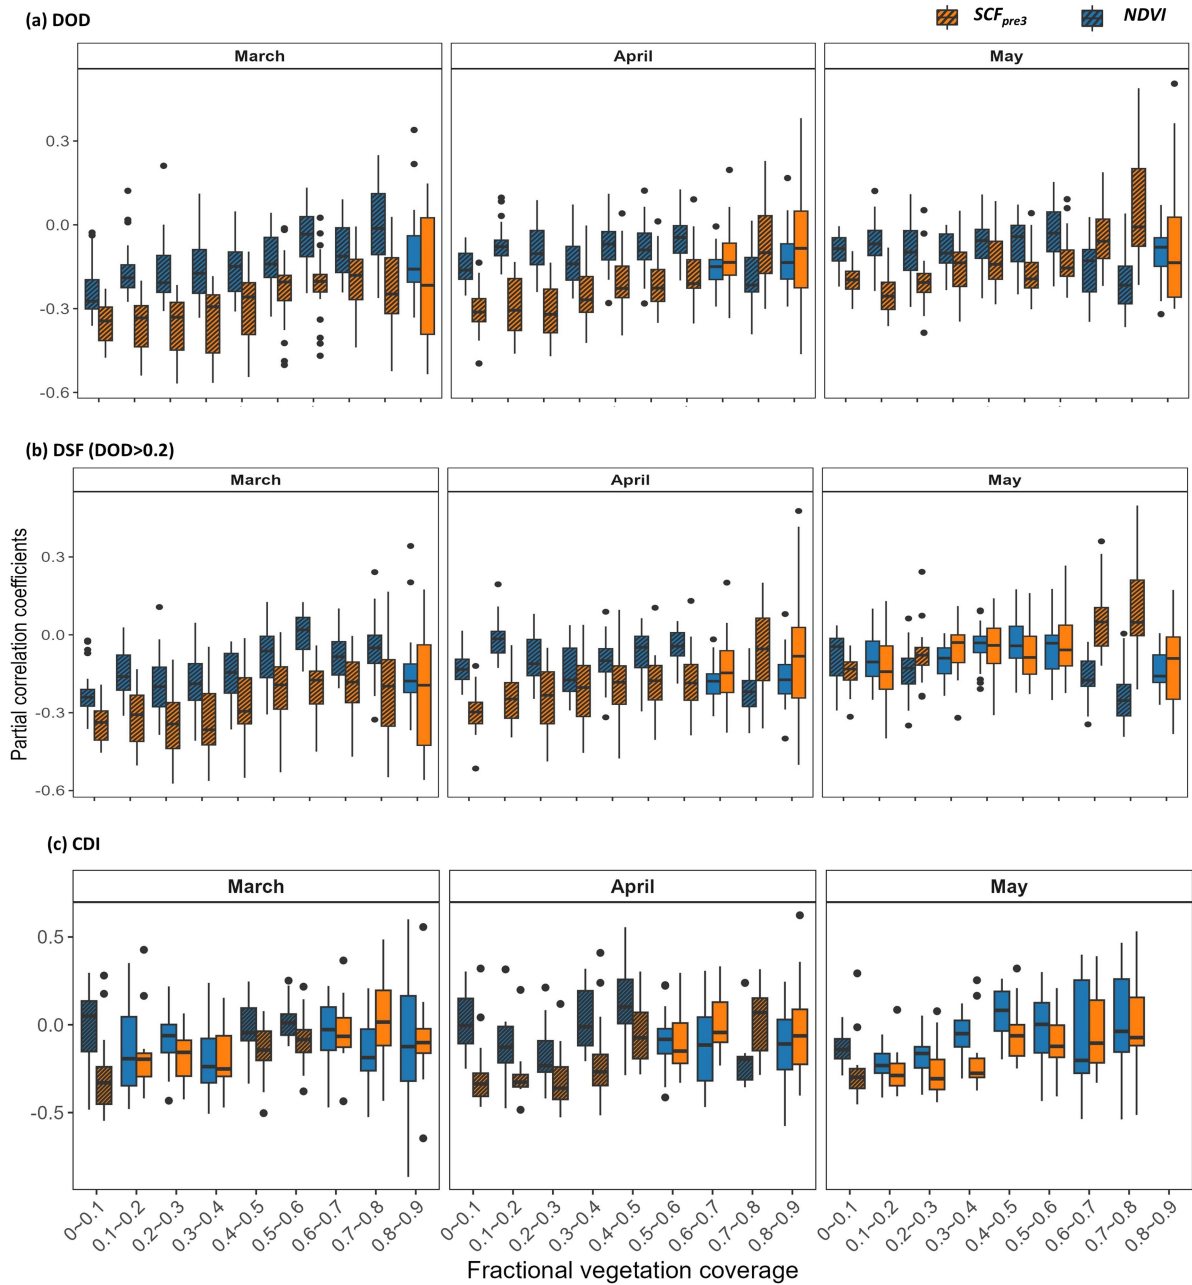 (a) DOD
SCFpre3
NDVI
March
April
May
0.3
0.0
-0.3
-0.6
(b) DSF (DOD>0.2)
March
April
May
Partial correlation coefficients
0.3
0.0
-0.3
-0.6
(c) CDI
March
April
May
0.5
0.0
-0.5
0~0.1
0.1~0.2
0.2~0.3
0.3~0.4
0.4~0.5
0.5~0.6
0.6~0.7
0.7~0.8
0.8~0.9
0~0.1
0.1~0.2
0.2~0.3
0.3~0.4
0.4~0.5
0.5~0.6
0.6~0.7
0.7~0.8
0.8~0.9
0~0.1
0.1~0.2
0.2~0.3
0.3~0.4
0.4~0.5
0.5~0.6
0.6~0.7
0.7~0.8
0.8~0.9
Fractional vegetation coverage